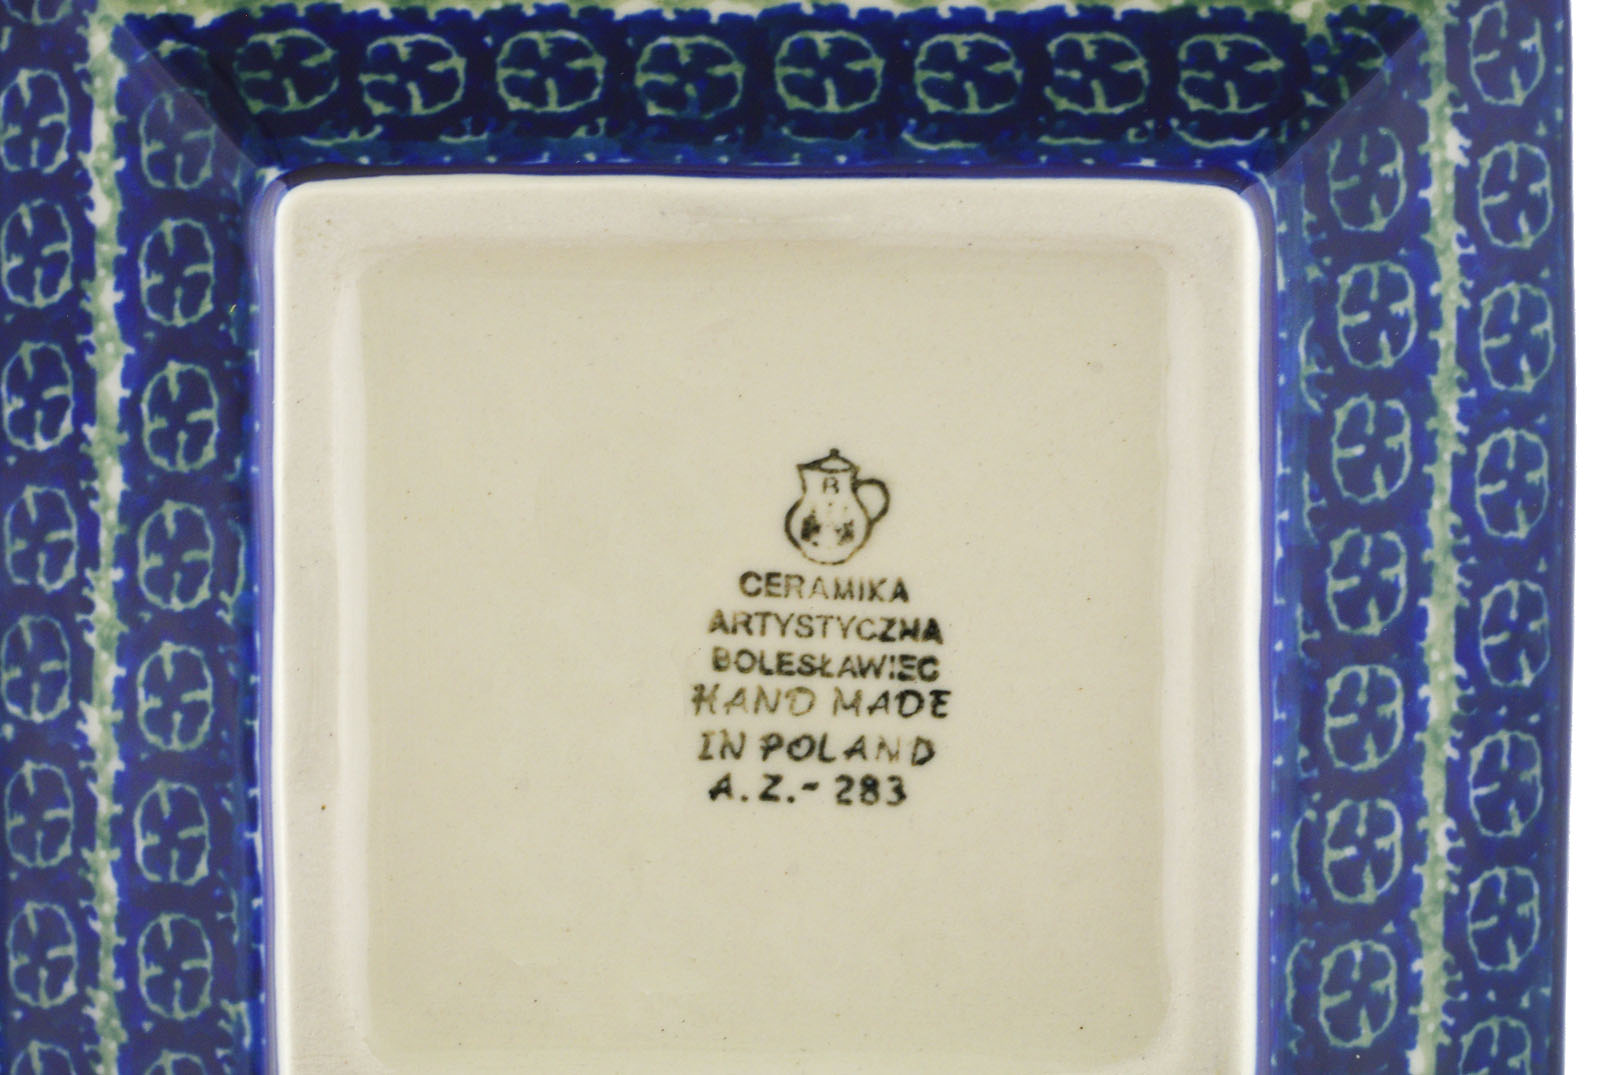 B
CERAMIKA
ARTYSTYCZNA
BOLESŁAWIEC
HAND MADE
IN POLAND
A.Z.- 283